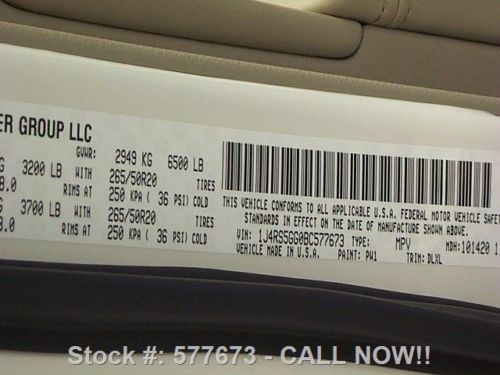 ER GROUP LLC
GVWR: 2949 KG 6500 LB
G 3200 LB WITH 265/50R20 TIRES
8.0 RIMS AT 250 KPA ( 36 PSI) COLD
G 3700 LB WITH 265/50R20 TIRES
8.0 RIMS AT 250 KPA ( 36 PSI) COLD
THIS VEHICLE CONFORMS TO ALL APPLICABLE U.S.A. FEDERAL MOTOR VEHICLE SAFET
STANDARDS IN EFFECT ON THE DATE OF MANUFACTURE SHOWN ABOVE.
VIN: 1J4RS5GG0BC577673 TYPE: MPV MDH: 101420 1
VEHICLE MADE IN U.S.A. PAINT: PW1 TRIM: DLXL
Stock #: 577673 - CALL NOW!!